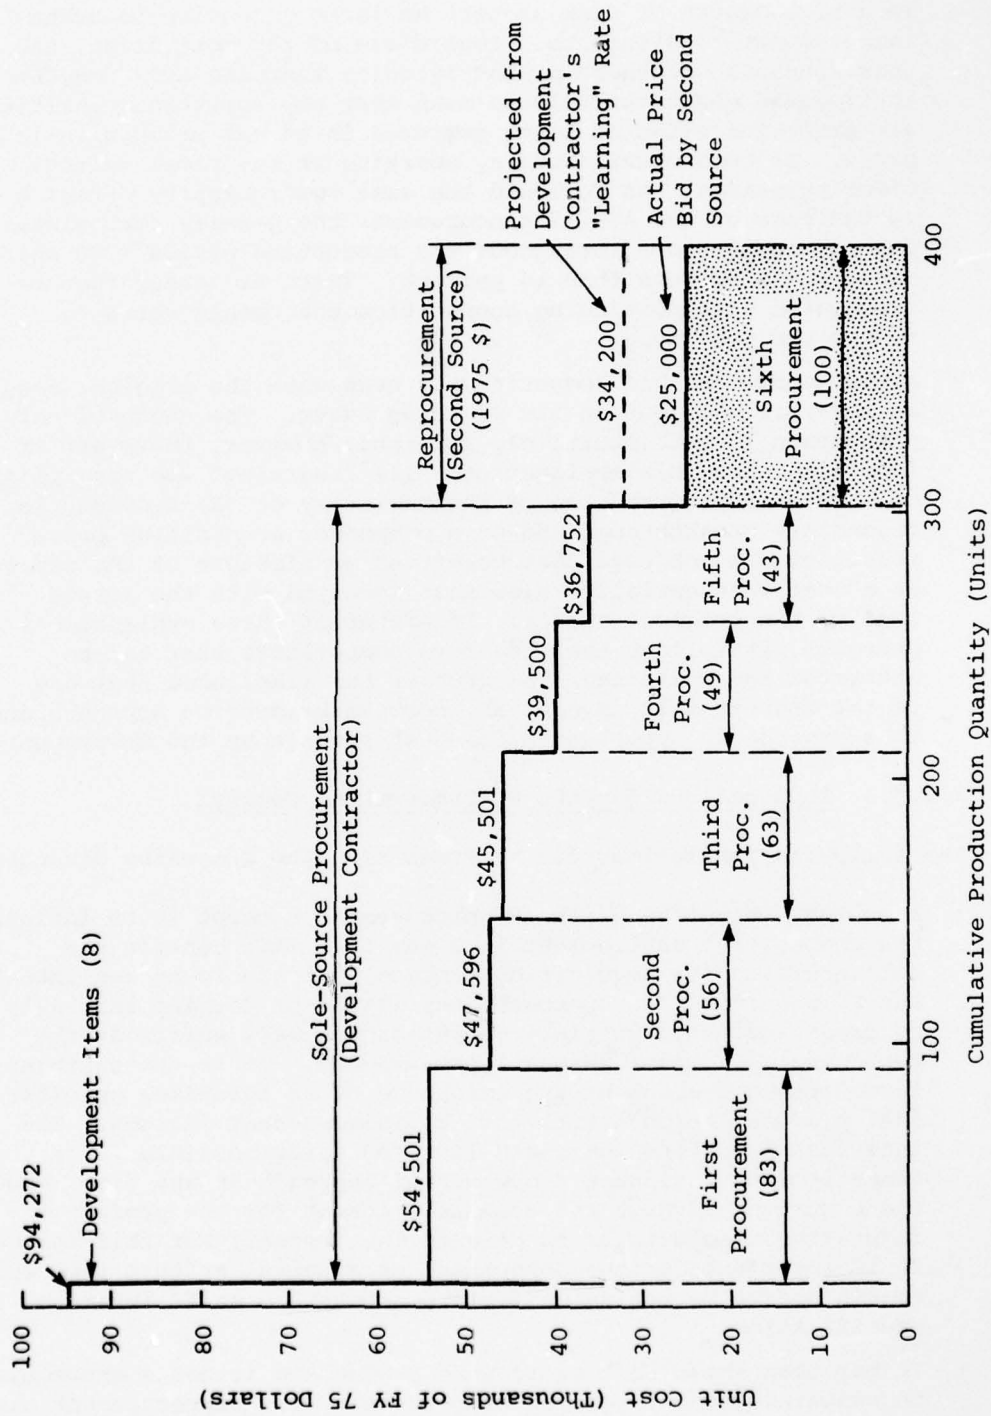 $94,272
Development Items (8)
Sole-Source Procurement
(Development Contractor)
Reprocurement
(Second Source)
(1975 $)
Projected from
Development
Contractor's
"Learning" Rate
Actual Price
Bid by Second
Source
$54,501
$47,596
$45,501
$39,500
$36,752
$34,200
$25,000
First
Procurement
(83)
Second
Proc.
(56)
Third
Proc.
(63)
Fourth
Proc.
(49)
Fifth
Proc.
(43)
Sixth
Procurement
(100)
Unit Cost (Thousands of FY 75 Dollars)
100
90
80
70
60
50
40
30
20
10
0
100
200
300
400
Cumulative Production Quantity (Units)